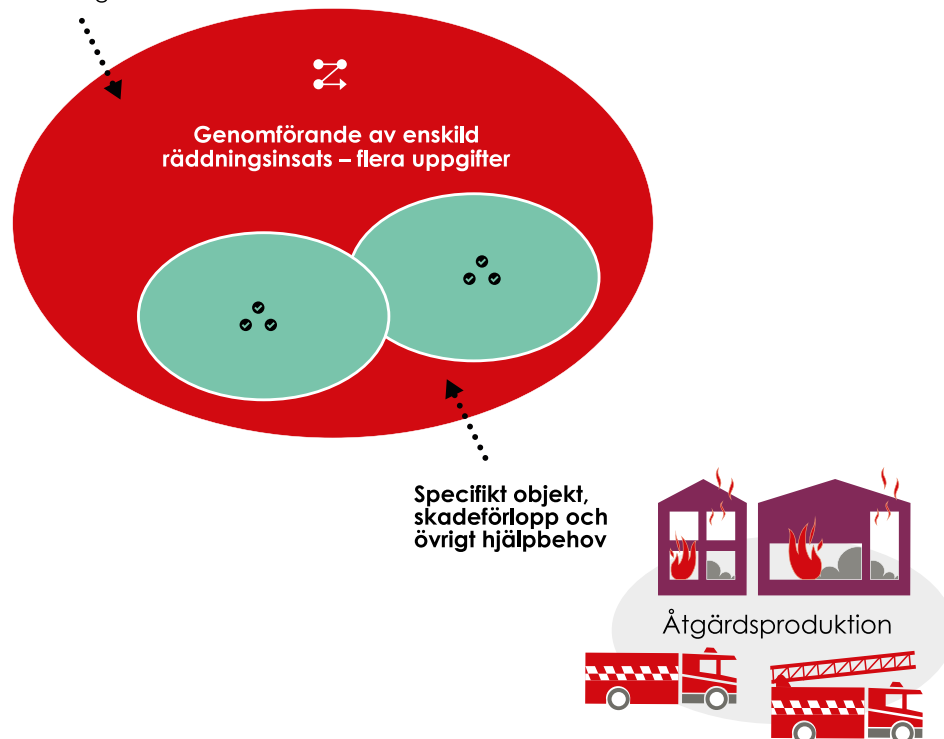 Genomförande av enskild
räddningsinsats – flera uppgifter
Specifikt objekt,
skadeförlopp och
övrigt hjälpbehov
Åtgärdsproduktion